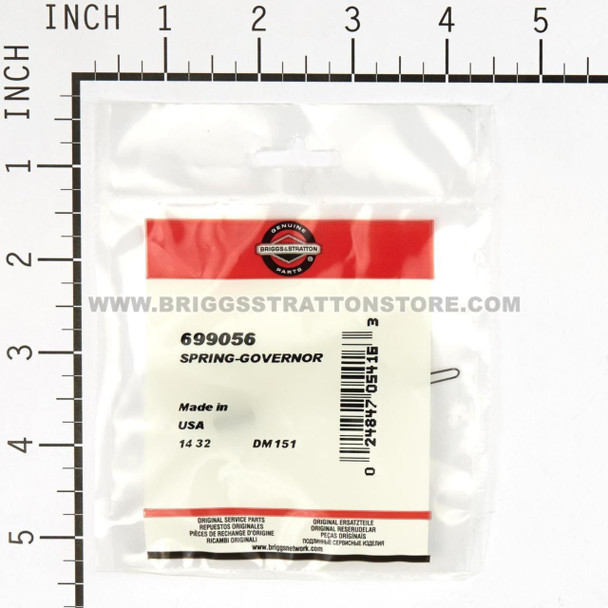 INCH 1 2 3 4 5
INCH
1
2
3
4
5
GENUINE
BRIGGS&STRATTON
®
PARTS
WWW.BRIGGSSTRATTONSTORE.COM
699056
SPRING-GOVERNOR
Made in
USA
14 32 DM151
0 24847 05416 3
ORIGINAL SERVICE PARTS
REPUESTOS ORIGINALES
PIÈCES DE RECHANGE D'ORIGINE
RICAMBI ORIGINALI
ORIGINAL ERSATZTEILE
ORIGINAL RESERUDELAR
PEÇAS ORIGINAIS
ПОДЛИННЫЕ СЕРВИСНЫЕ ИЗДЕЛИЯ
www.briggsnetwork.com